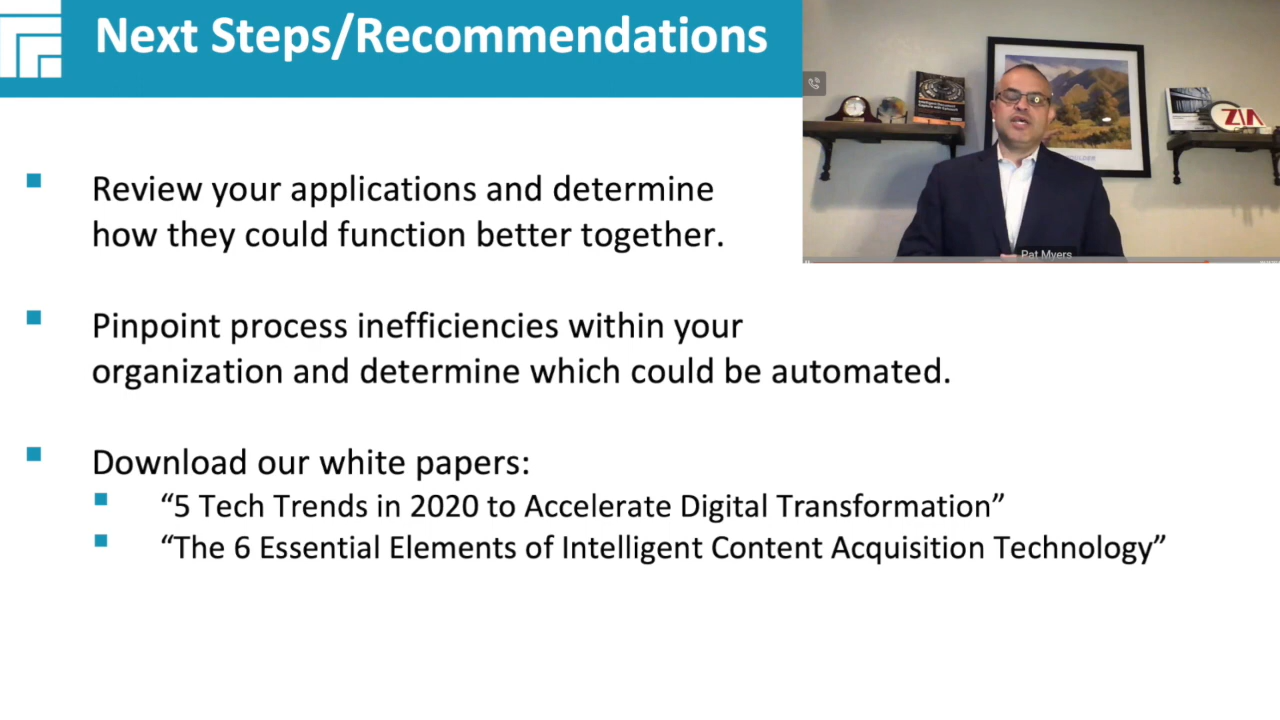 Next Steps/Recommendations
Review your applications and determine
how they could function better together.
Pinpoint process inefficiencies within your
organization and determine which could be automated.
Download our white papers:
“5 Tech Trends in 2020 to Accelerate Digital Transformation”
“The 6 Essential Elements of Intelligent Content Acquisition Technology”
ZIA
Pat Myers